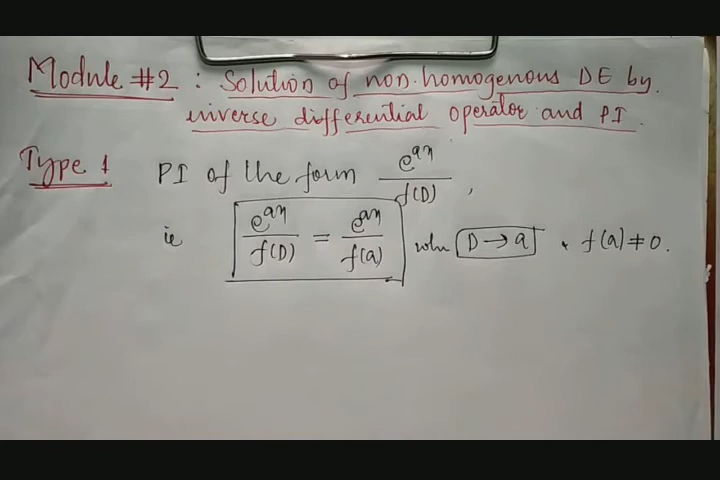 Module #2 : Solution of non-homogenous DE by
inverse differential operator and PI.
Type 1 PI of the form e^{ax}/f(D) ,
ie e^{ax}/f(D) = e^{ax}/f(a) when D → a & f(a) ≠ 0.